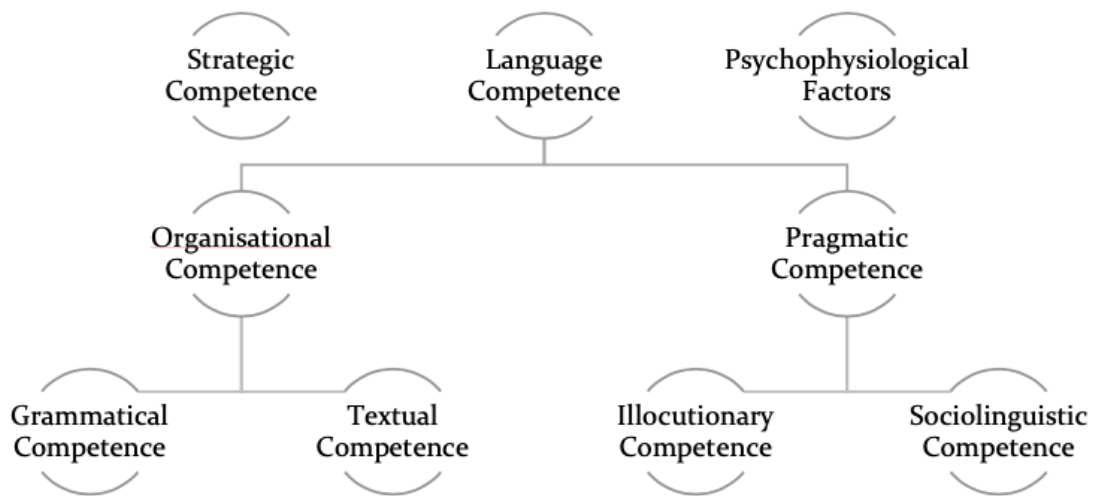 Strategic
Competence
Language
Competence
Psychophysiological
Factors
Organisational
Competence
Pragmatic
Competence
Grammatical
Competence
Textual
Competence
Illocutionary
Competence
Sociolinguistic
Competence